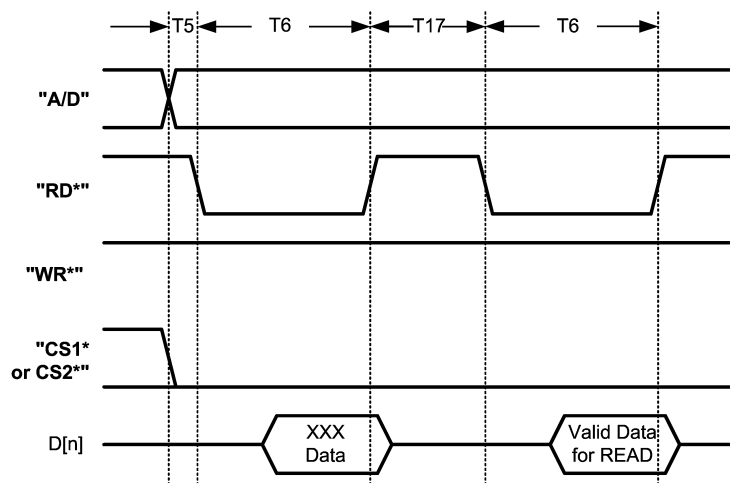 T5 T6 T17 T6
"A/D"
"RD*"
"WR*"
"CS1*
or CS2*"
D[n]
XXX
Data
Valid Data
for READ